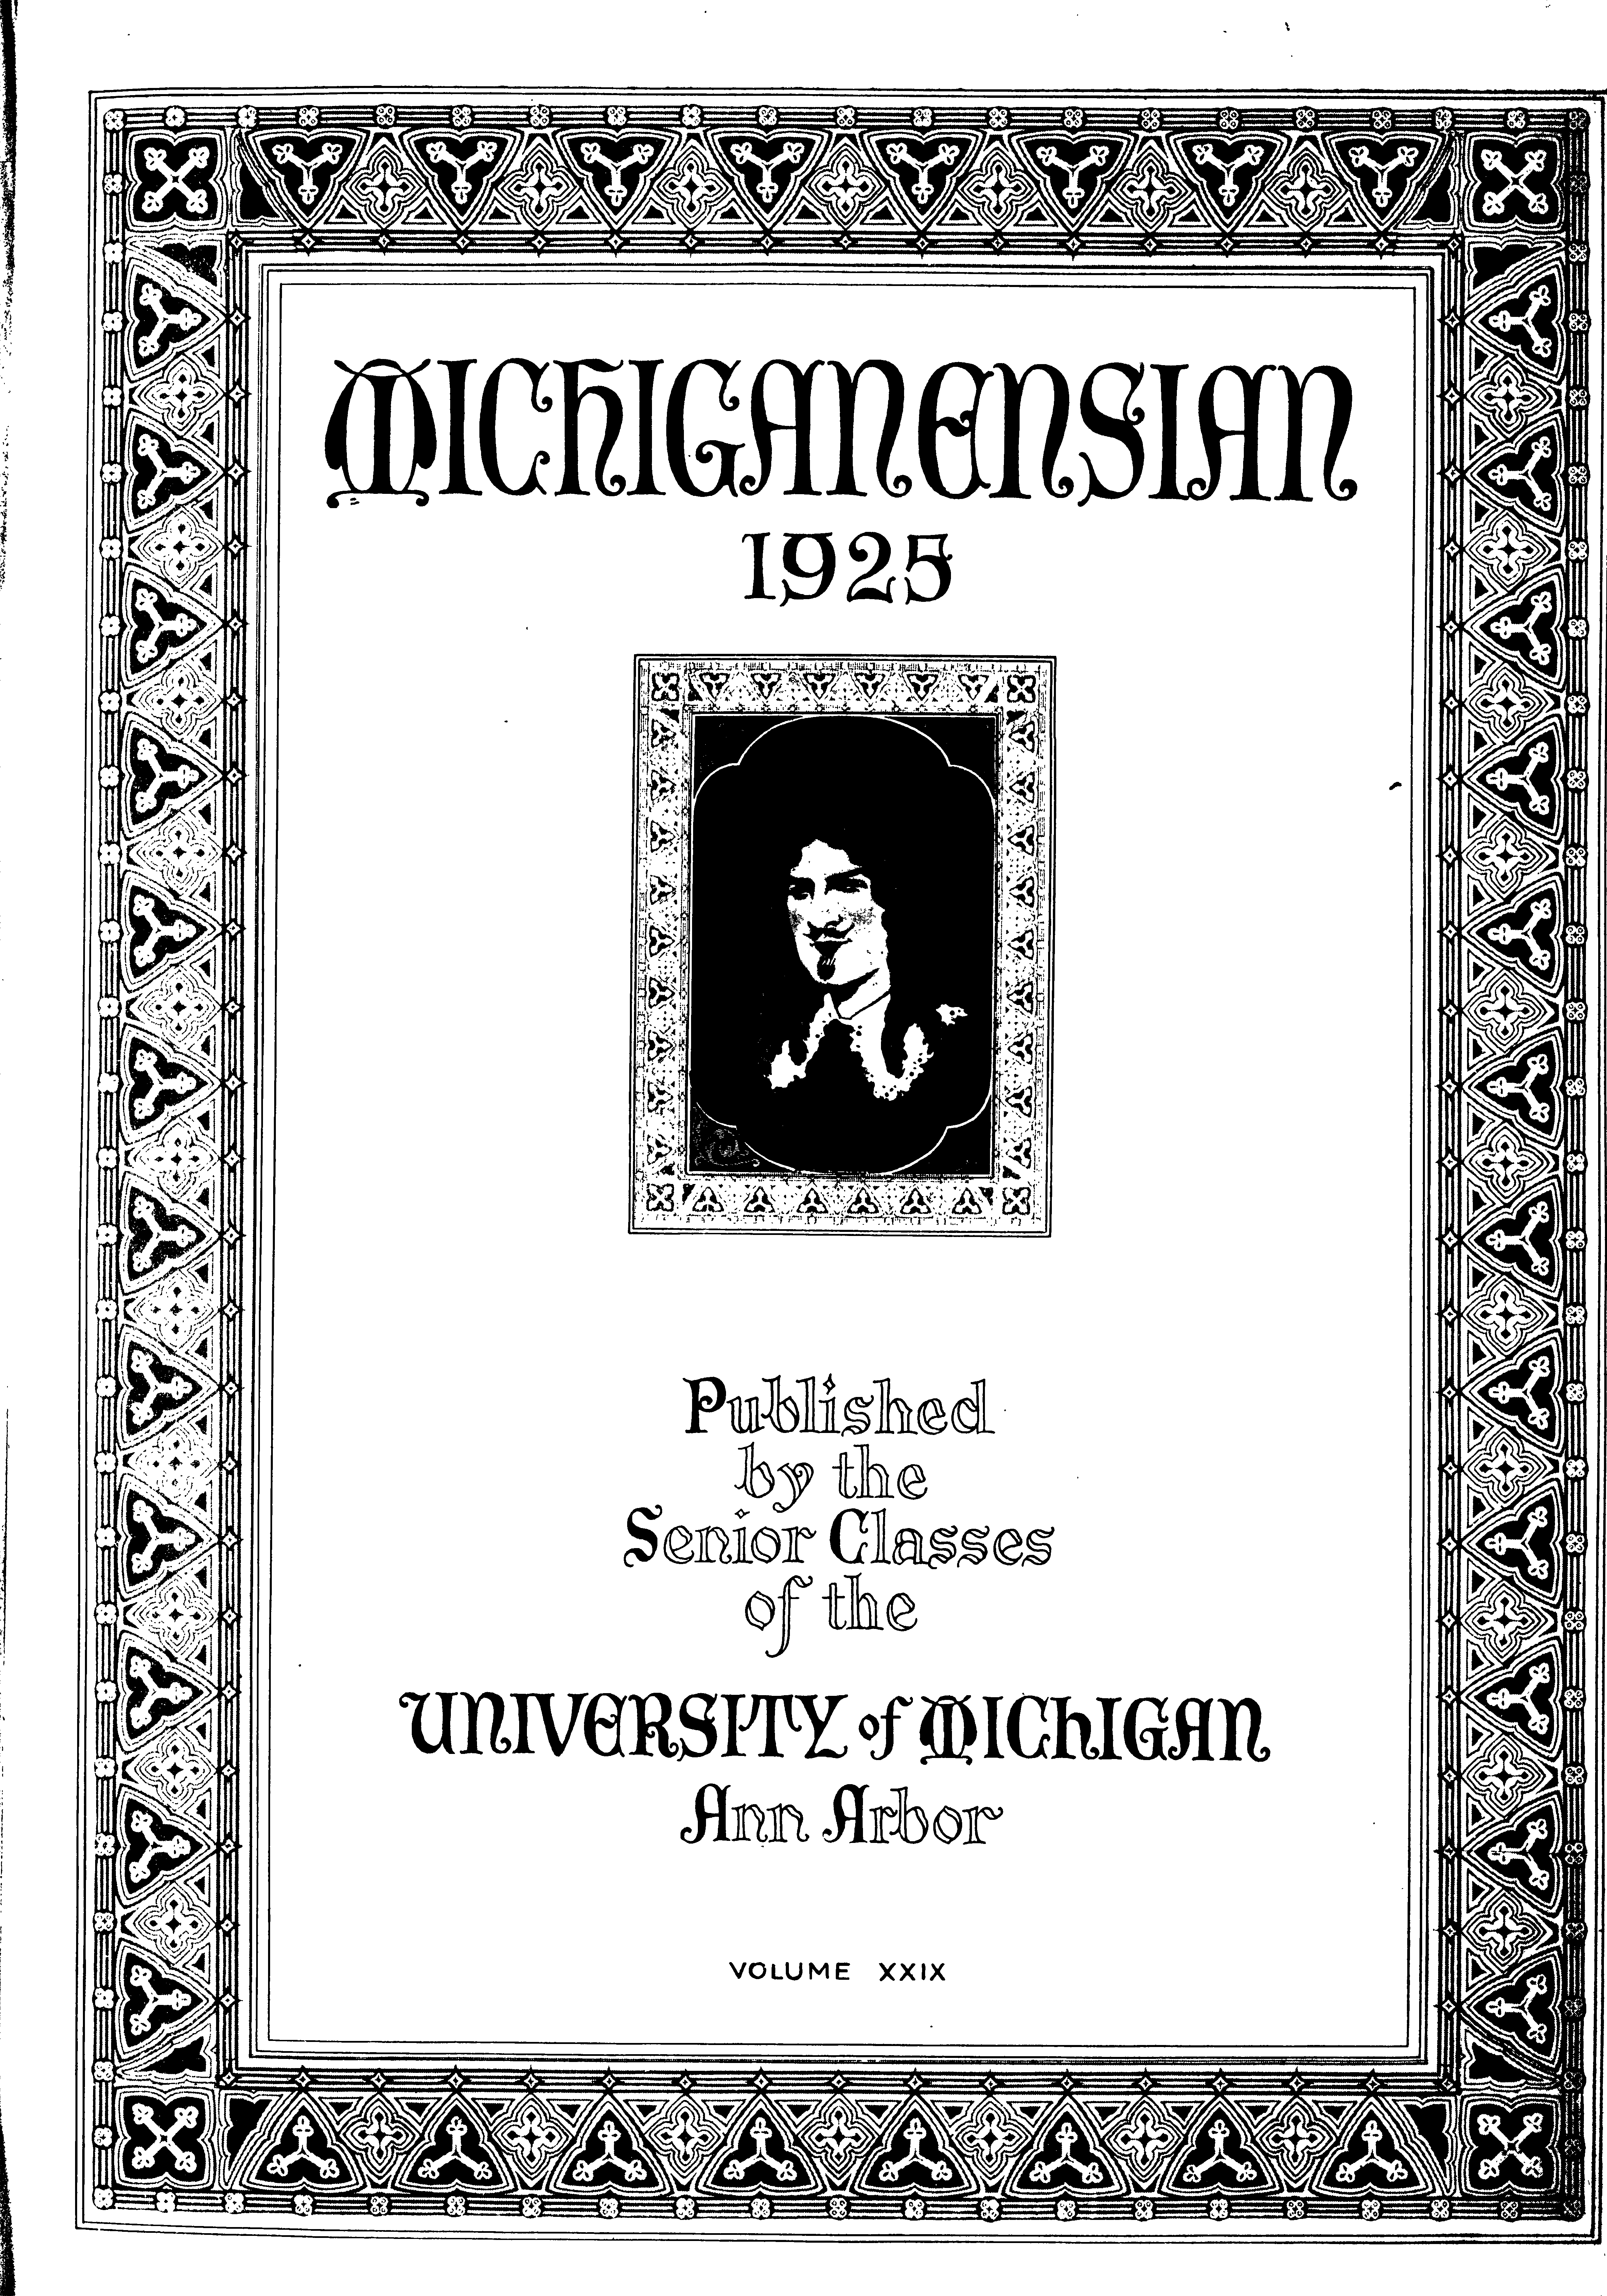 MICHIGANENSIAN
1925
Published
by the
Senior Classes
of the
UNIVERSITY of MICHIGAN
Ann Arbor
VOLUME XXIX